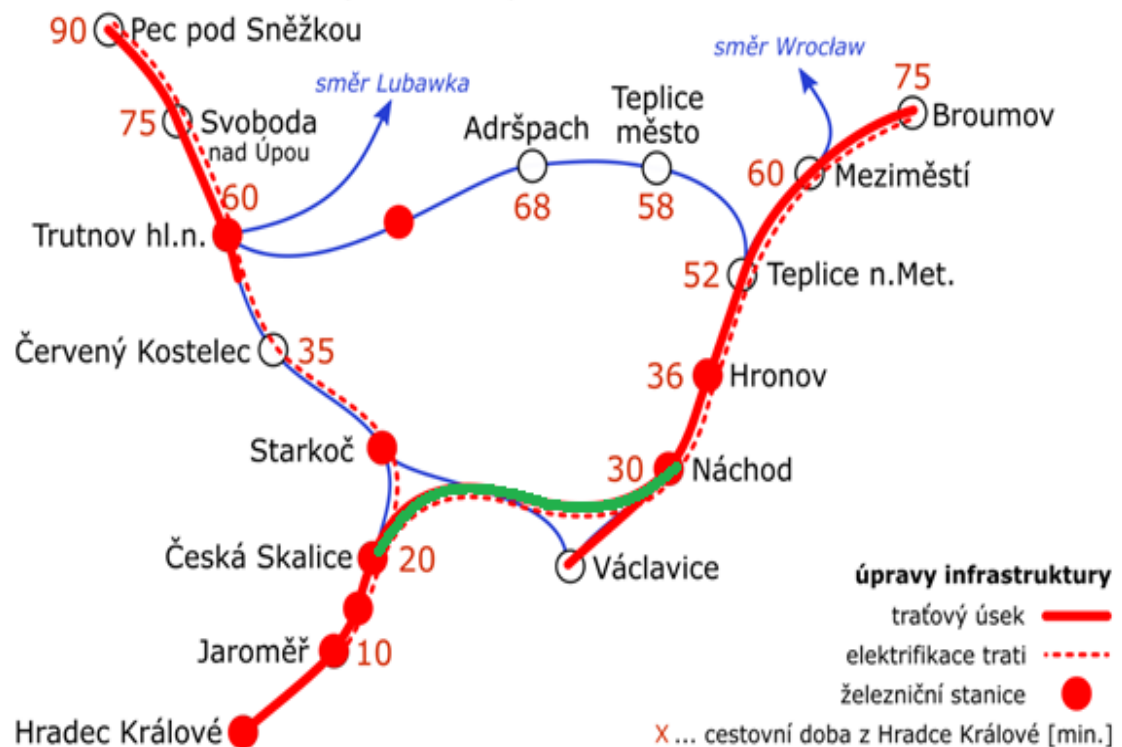 90 Pec pod Sněžkou
směr Wrocław
75
směr Lubawka
Teplice
město
Broumov
75 Svoboda
nad Úpou
Adršpach
60 Meziměstí
60
68
58
Trutnov hl.n.
52 Teplice n.Met.
Červený Kostelec 35
36 Hronov
Starkoč
30 Náchod
Česká Skalice 20
Václavice
úpravy infrastruktury
traťový úsek
Jaroměř 10
elektrifikace trati
železniční stanice
Hradec Králové
X ... cestovní doba z Hradce Králové [min.]